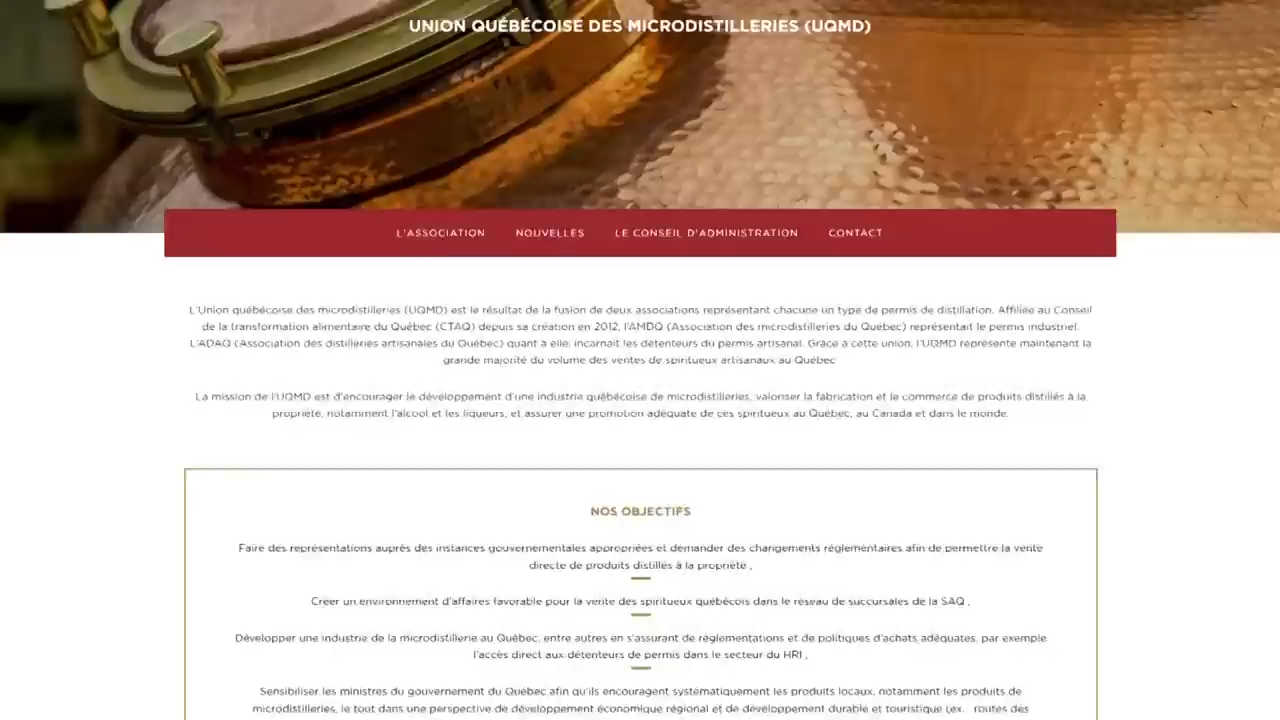 UNION QUÉBÉCOISE DES MICRODISTILLERIES (UQMD)
L'ASSOCIATION NOUVELLES LE CONSEIL D'ADMINISTRATION CONTACT
L'Union québécoise des microdistilleries (UQMD) est le résultat de la fusion de deux associations représentant chacune un type de permis de distillation. Affiliée au Conseil
de la transformation alimentaire du Québec (CTAQ) depuis sa création en 2012, l'AMDQ (Association des microdistilleries du Québec) représentait le permis industriel.
L'ADAQ (Association des distilleries artisanales du Québec) quant à elle, incarnait les détenteurs du permis artisanal. Grâce à cette union, l'UQMD représente maintenant la
grande majorité du volume des ventes de spiritueux artisanaux au Québec
La mission de l'UQMD est d'encourager le développement d'une industrie québécoise de microdistilleries, valoriser la fabrication et le commerce de produits distillés à la
propriété, notamment l'alcool et les liqueurs, et assurer une promotion adéquate de ces spiritueux au Québec, au Canada et dans le monde.
NOS OBJECTIFS
Faire des représentations auprès des instances gouvernementales appropriées et demander des changements réglementaires afin de permettre la vente
directe de produits distillés à la propriété ;
Créer un environnement d'affaires favorable pour la vente des spiritueux québécois dans le réseau de succursales de la SAQ ;
Développer une industrie de la microdistillerie au Québec, entre autres en s'assurant de réglementations et de politiques d'achats adéquates, par exemple
l'accès direct aux détenteurs de permis dans le secteur du HRI ;
Sensibiliser les ministres du gouvernement du Québec afin qu'ils encouragent systématiquement les produits locaux, notamment les produits de
microdistilleries, le tout dans une perspective de développement économique régional et de développement durable et touristique (ex. : routes des